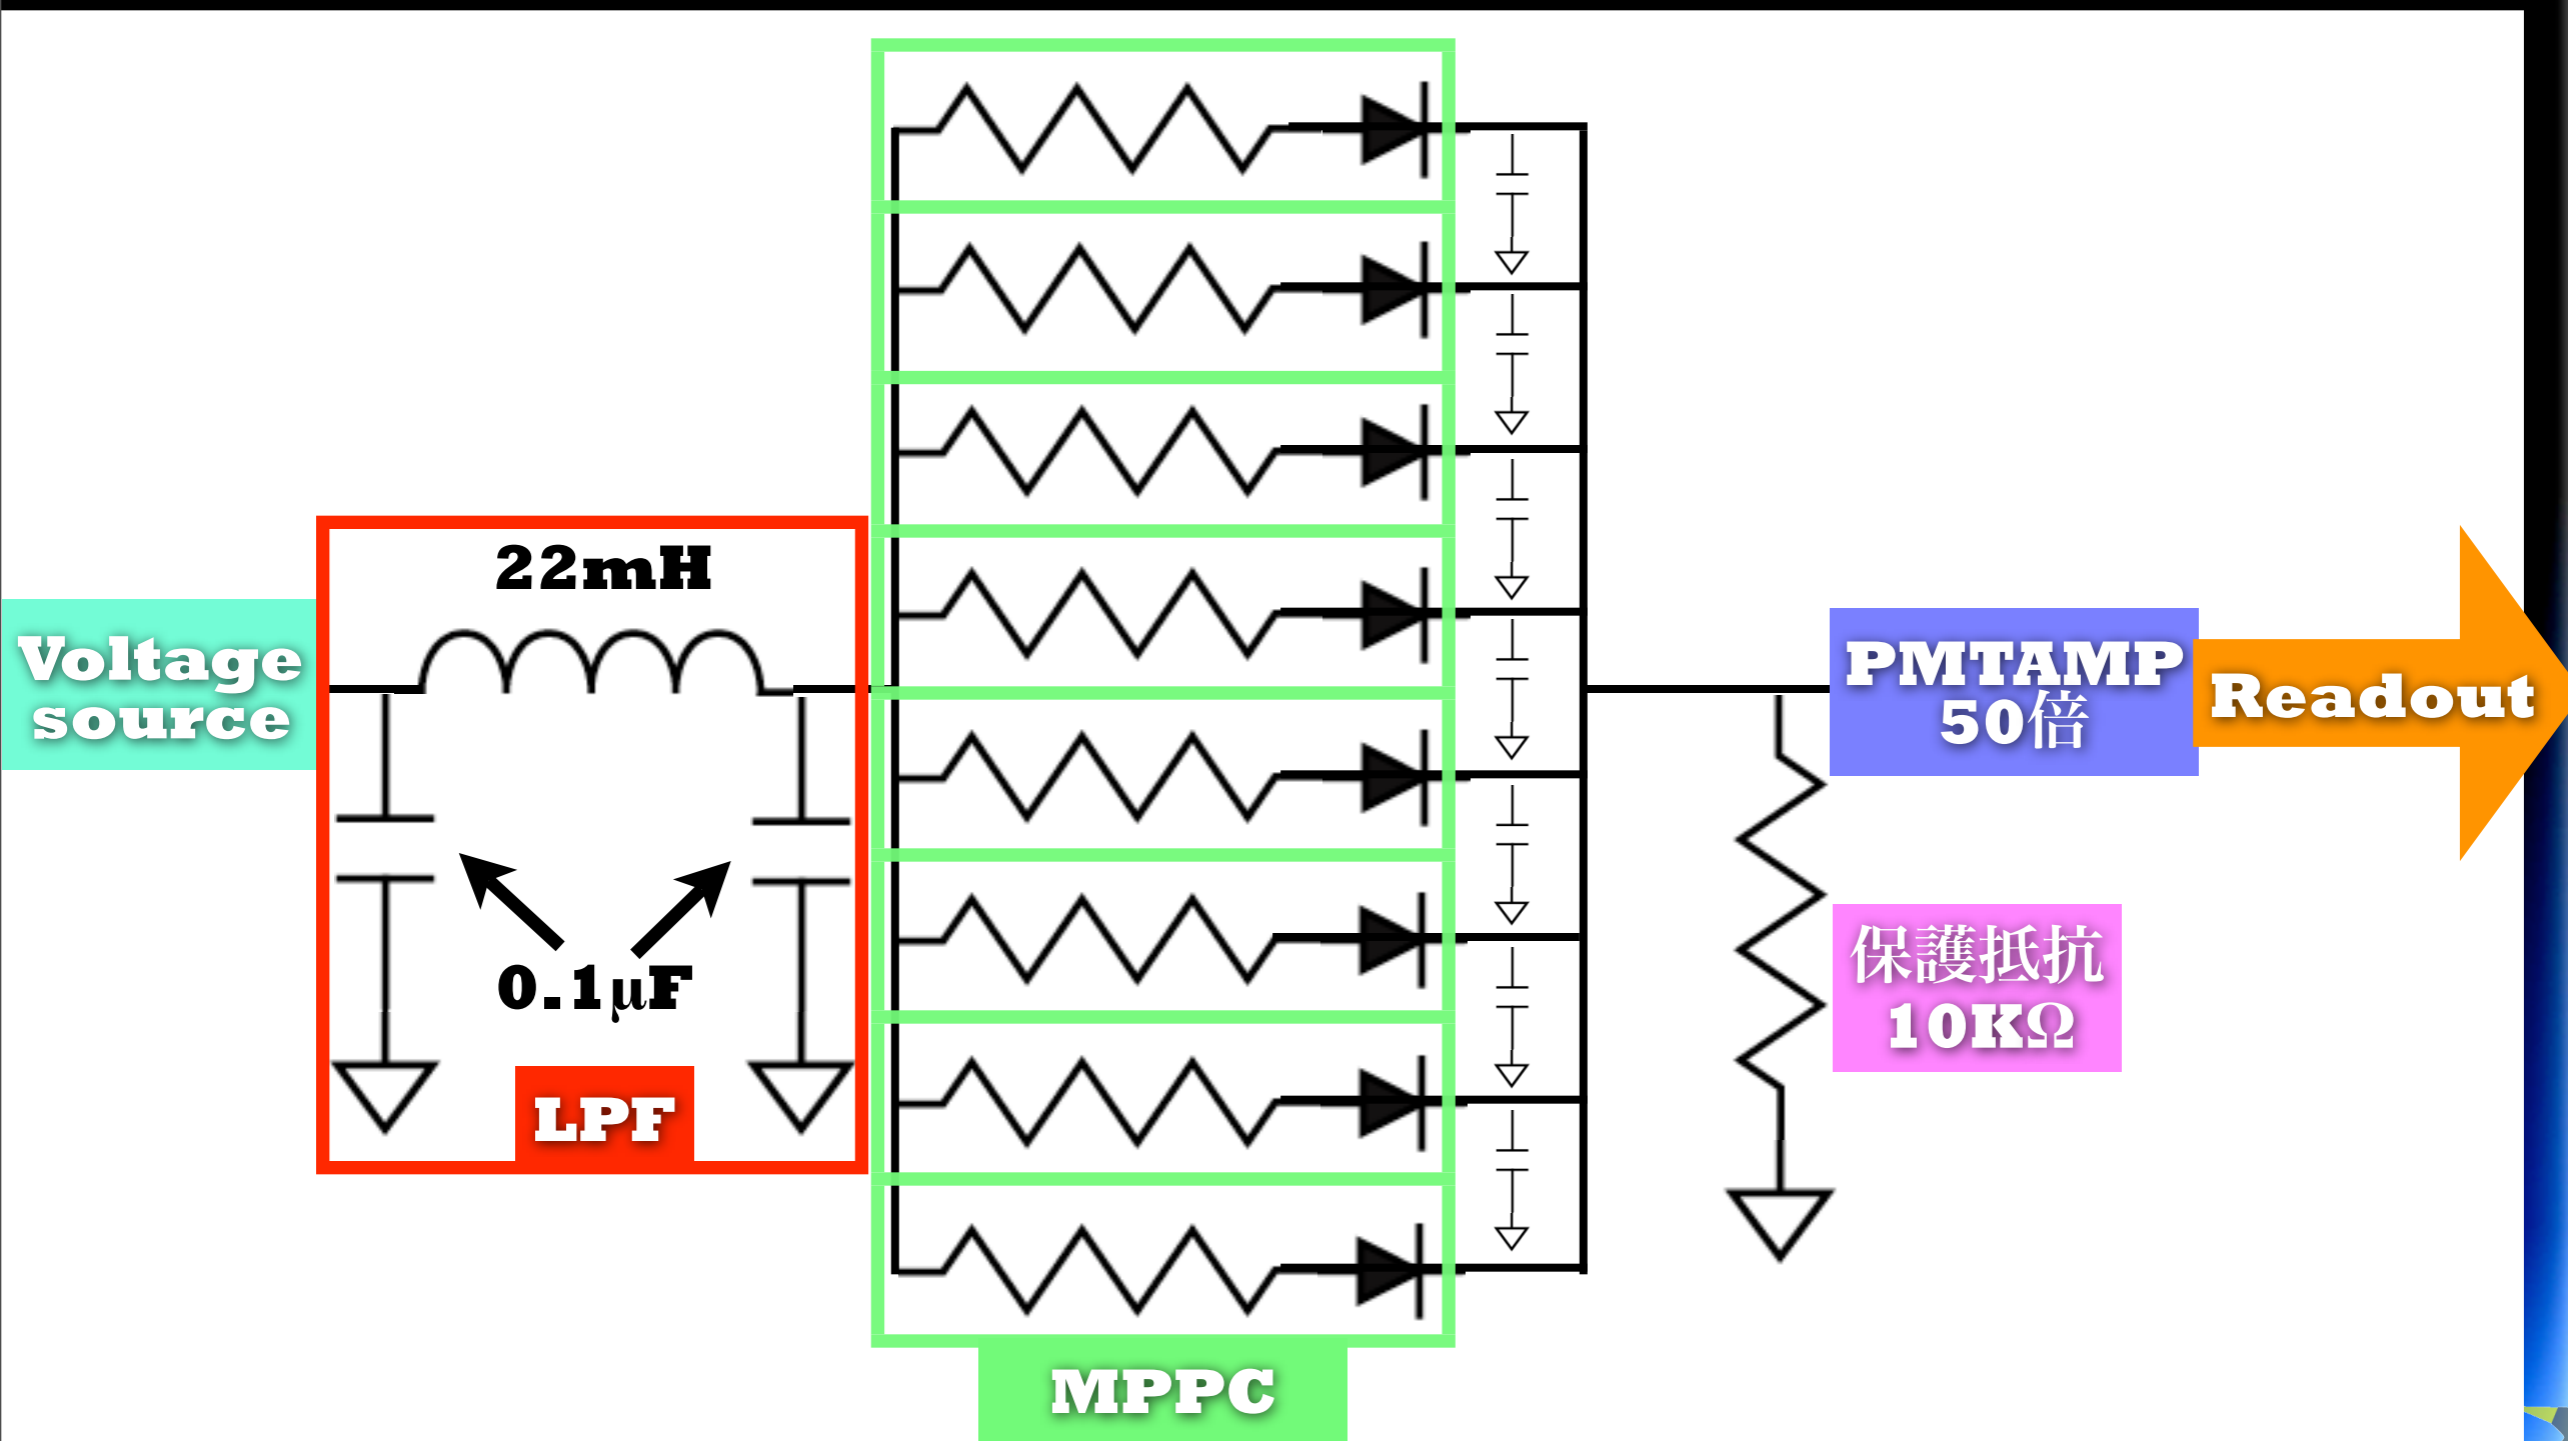 22mH
Voltage
source
0.1μF
LPF
MPPC
PMTAMP
50倍
Readout
保護抵抗
10KΩ